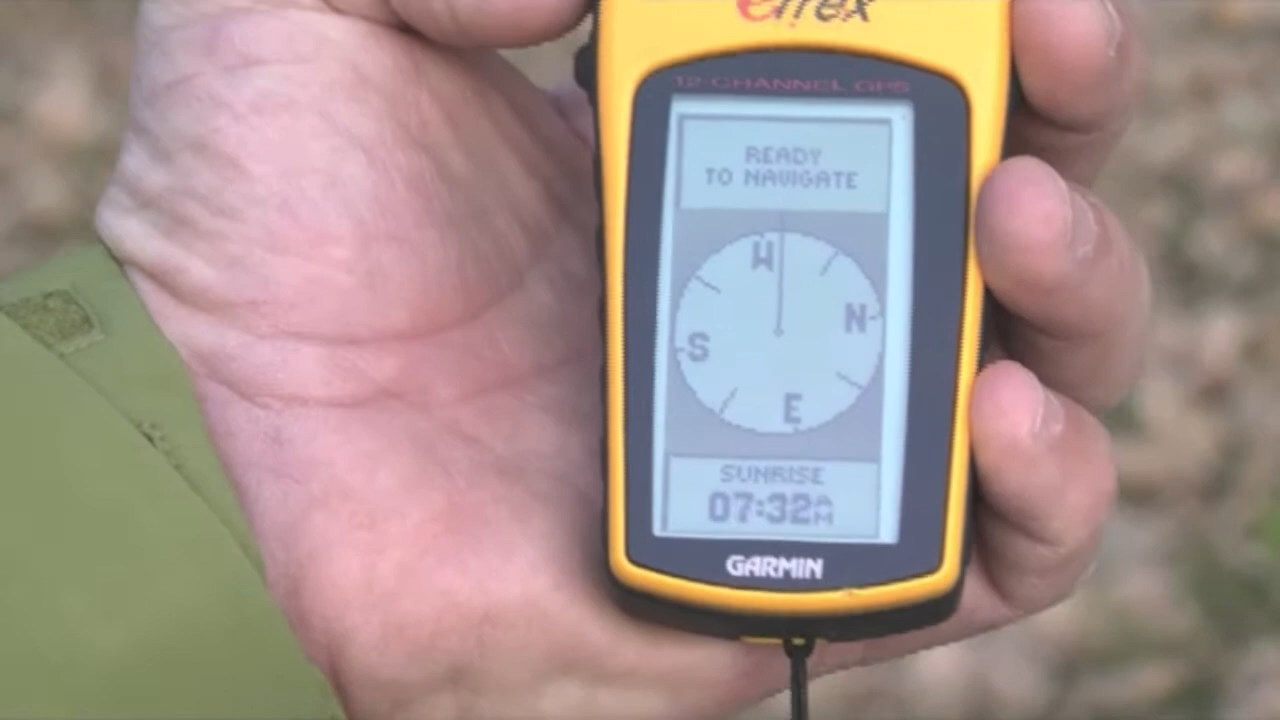 eTrex
12 CHANNEL GPS
READY
TO NAVIGATE
W
N
S
E
SUNRISE
07:32AM
GARMIN